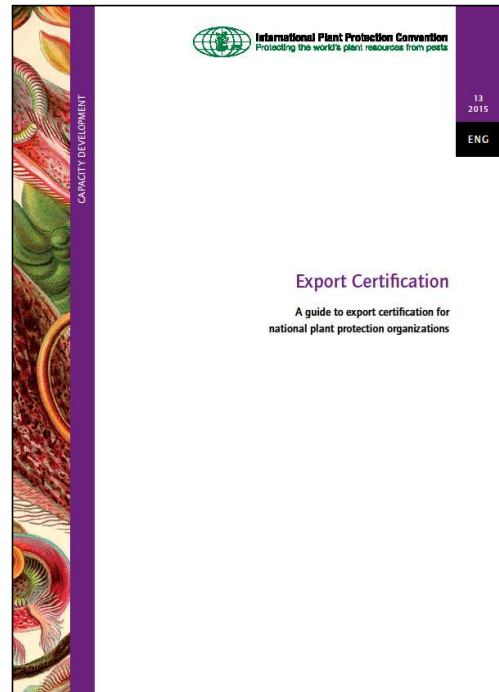 International Plant Protection Convention
Protecting the world's plant resources from pests
13
2015
ENG
CAPACITY DEVELOPMENT
Export Certification
A guide to export certification for
national plant protection organizations